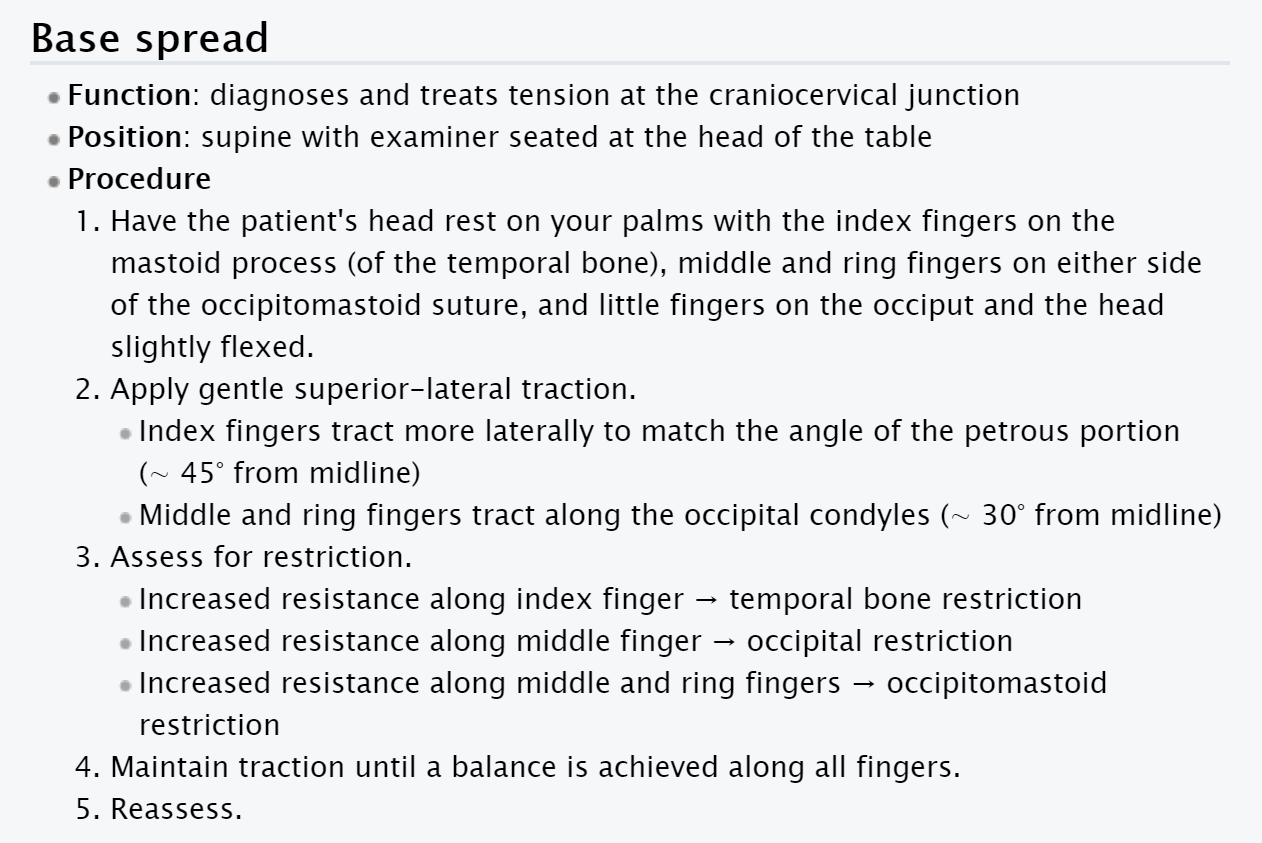 Base spread
Function: diagnoses and treats tension at the craniocervical junction
Position: supine with examiner seated at the head of the table
Procedure
1. Have the patient's head rest on your palms with the index fingers on the
mastoid process (of the temporal bone), middle and ring fingers on either side
of the occipitomastoid suture, and little fingers on the occiput and the head
slightly flexed.
2. Apply gentle superior–lateral traction.
Index fingers tract more laterally to match the angle of the petrous portion
(~ 45° from midline)
Middle and ring fingers tract along the occipital condyles (~ 30° from midline)
3. Assess for restriction.
Increased resistance along index finger → temporal bone restriction
Increased resistance along middle finger → occipital restriction
Increased resistance along middle and ring fingers → occipitomastoid
restriction
4. Maintain traction until a balance is achieved along all fingers.
5. Reassess.